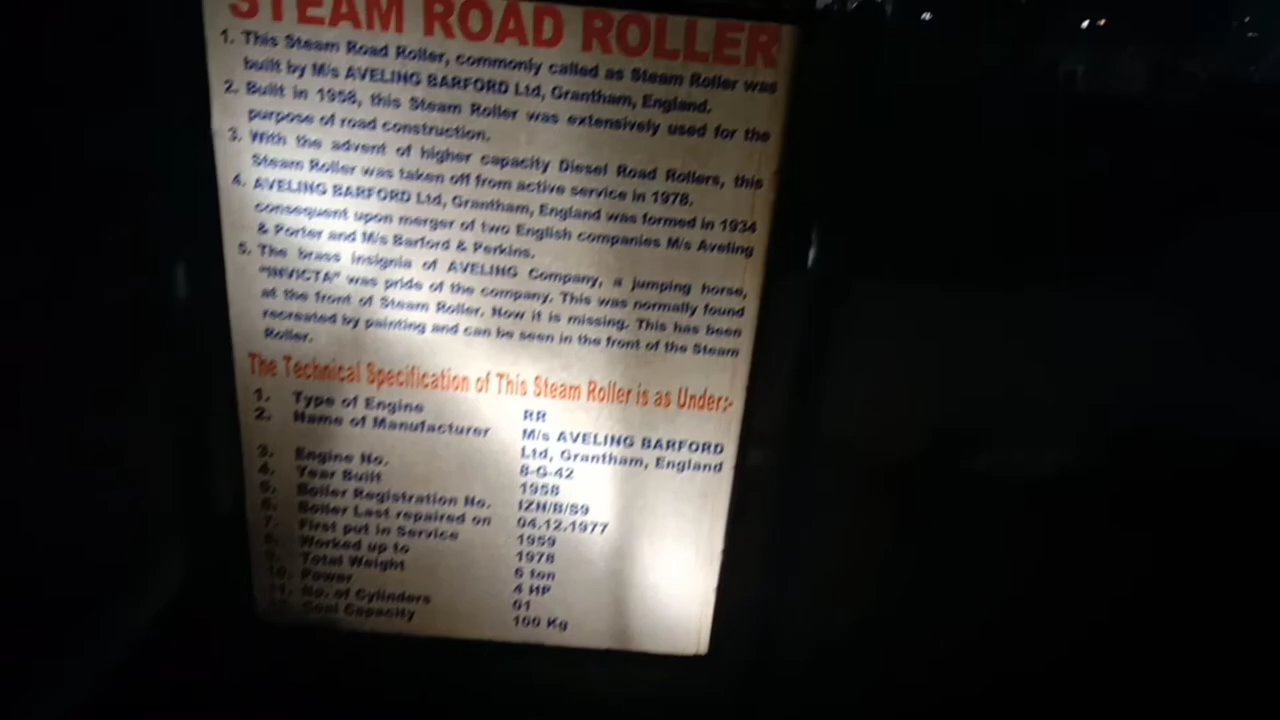 STEAM ROAD ROLLER
1. This Steam Road Roller, commonly called as Steam Roller was
built by M/s AVELING BARFORD Ltd, Grantham, England.
2. Built in 1958, this Steam Roller was extensively used for the
purpose of road construction.
3. With the advent of higher capacity Diesel Road Rollers, this
Steam Roller was taken off from active service in 1978.
4. AVELING BARFORD Ltd, Grantham, England was formed in 1934
consequent upon merger of two English companies M/s Aveling
& Porter and M/s Barford & Perkins.
5. The brass insignia of AVELING Company, a jumping horse,
"INVICTA" was pride of the company. This was normally found
at the front of Steam Roller. Now it is missing. This has been
recreated by painting and can be seen in the front of the Steam
Roller.
The Technical Specification of This Steam Roller is as Under:-
1. Type of Engine RR
2. Name of Manufacturer M/s AVELING BARFORD
Ltd, Grantham, England
3. Engine No. 8-G-42
4. Year Built 1958
5. Boiler Registration No. IZN/B/59
6. Boiler Last repaired on 04.12.1977
7. First put in Service 1959
8. Worked up to 1978
9. Total Weight 6 ton
10. Power 4 HP
11. No. of Cylinders 01
12. Coal Capacity 100 Kg